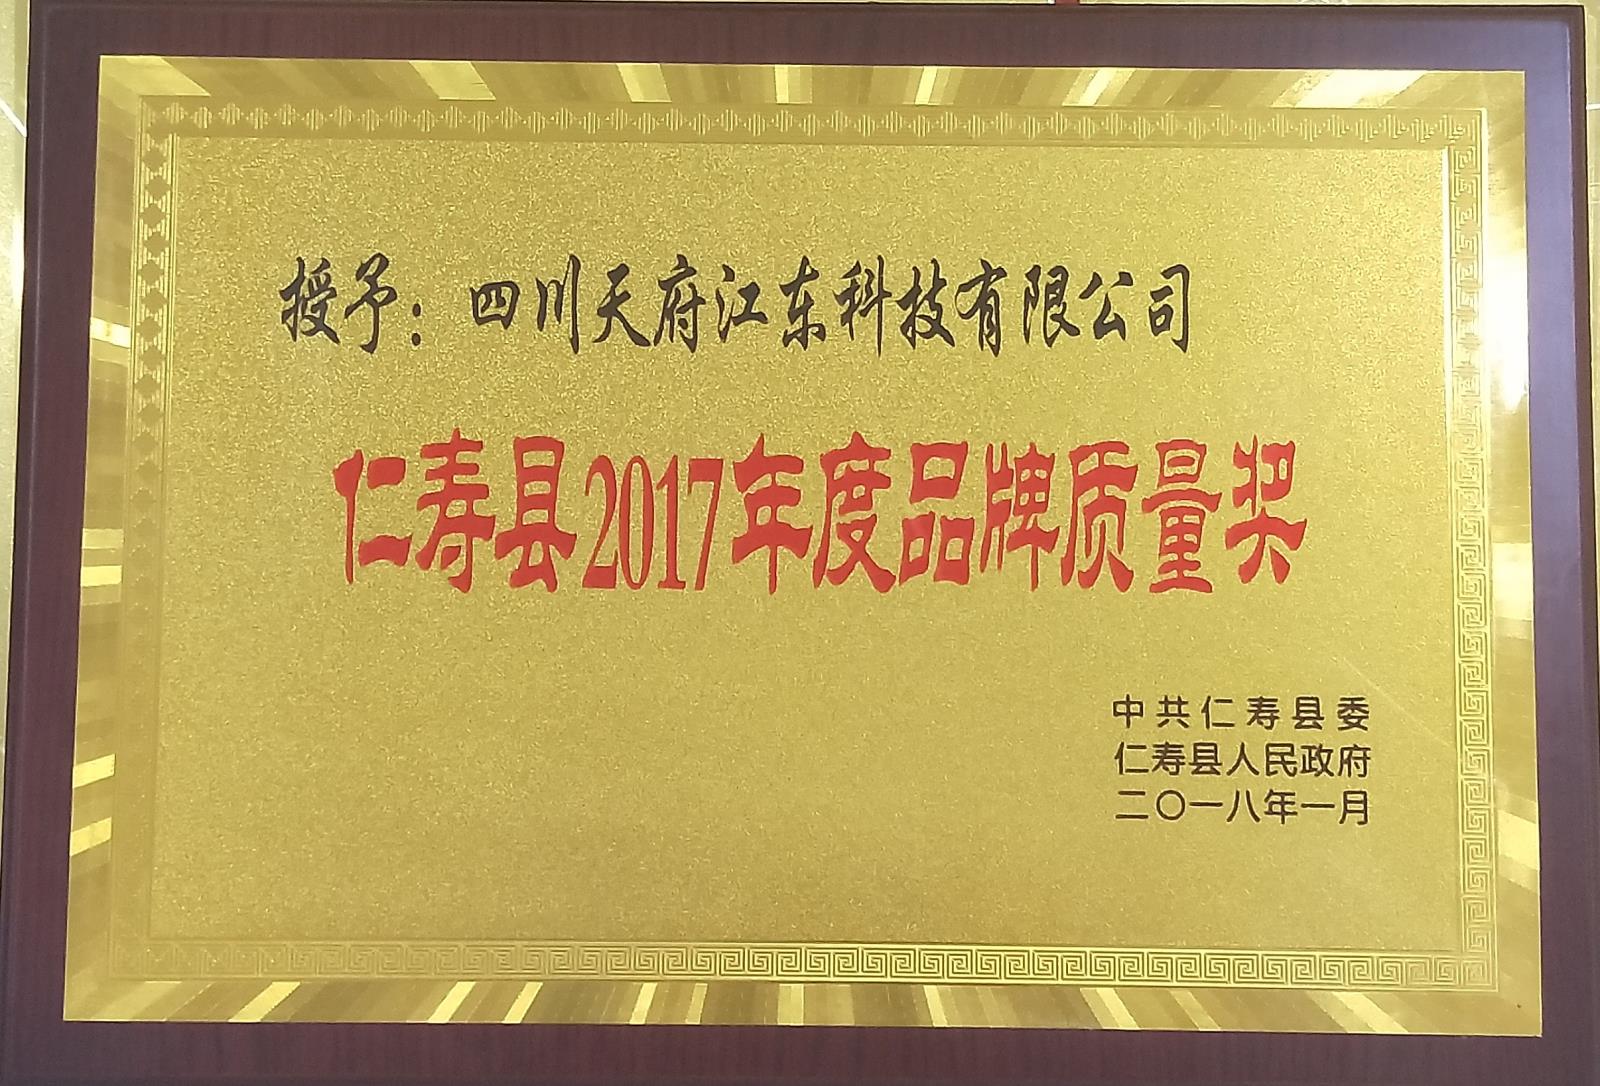 授予：四川天府江东科技有限公司
仁寿县2017年度品牌质量奖
中共仁寿县委
仁寿县人民政府
二〇一八年一月